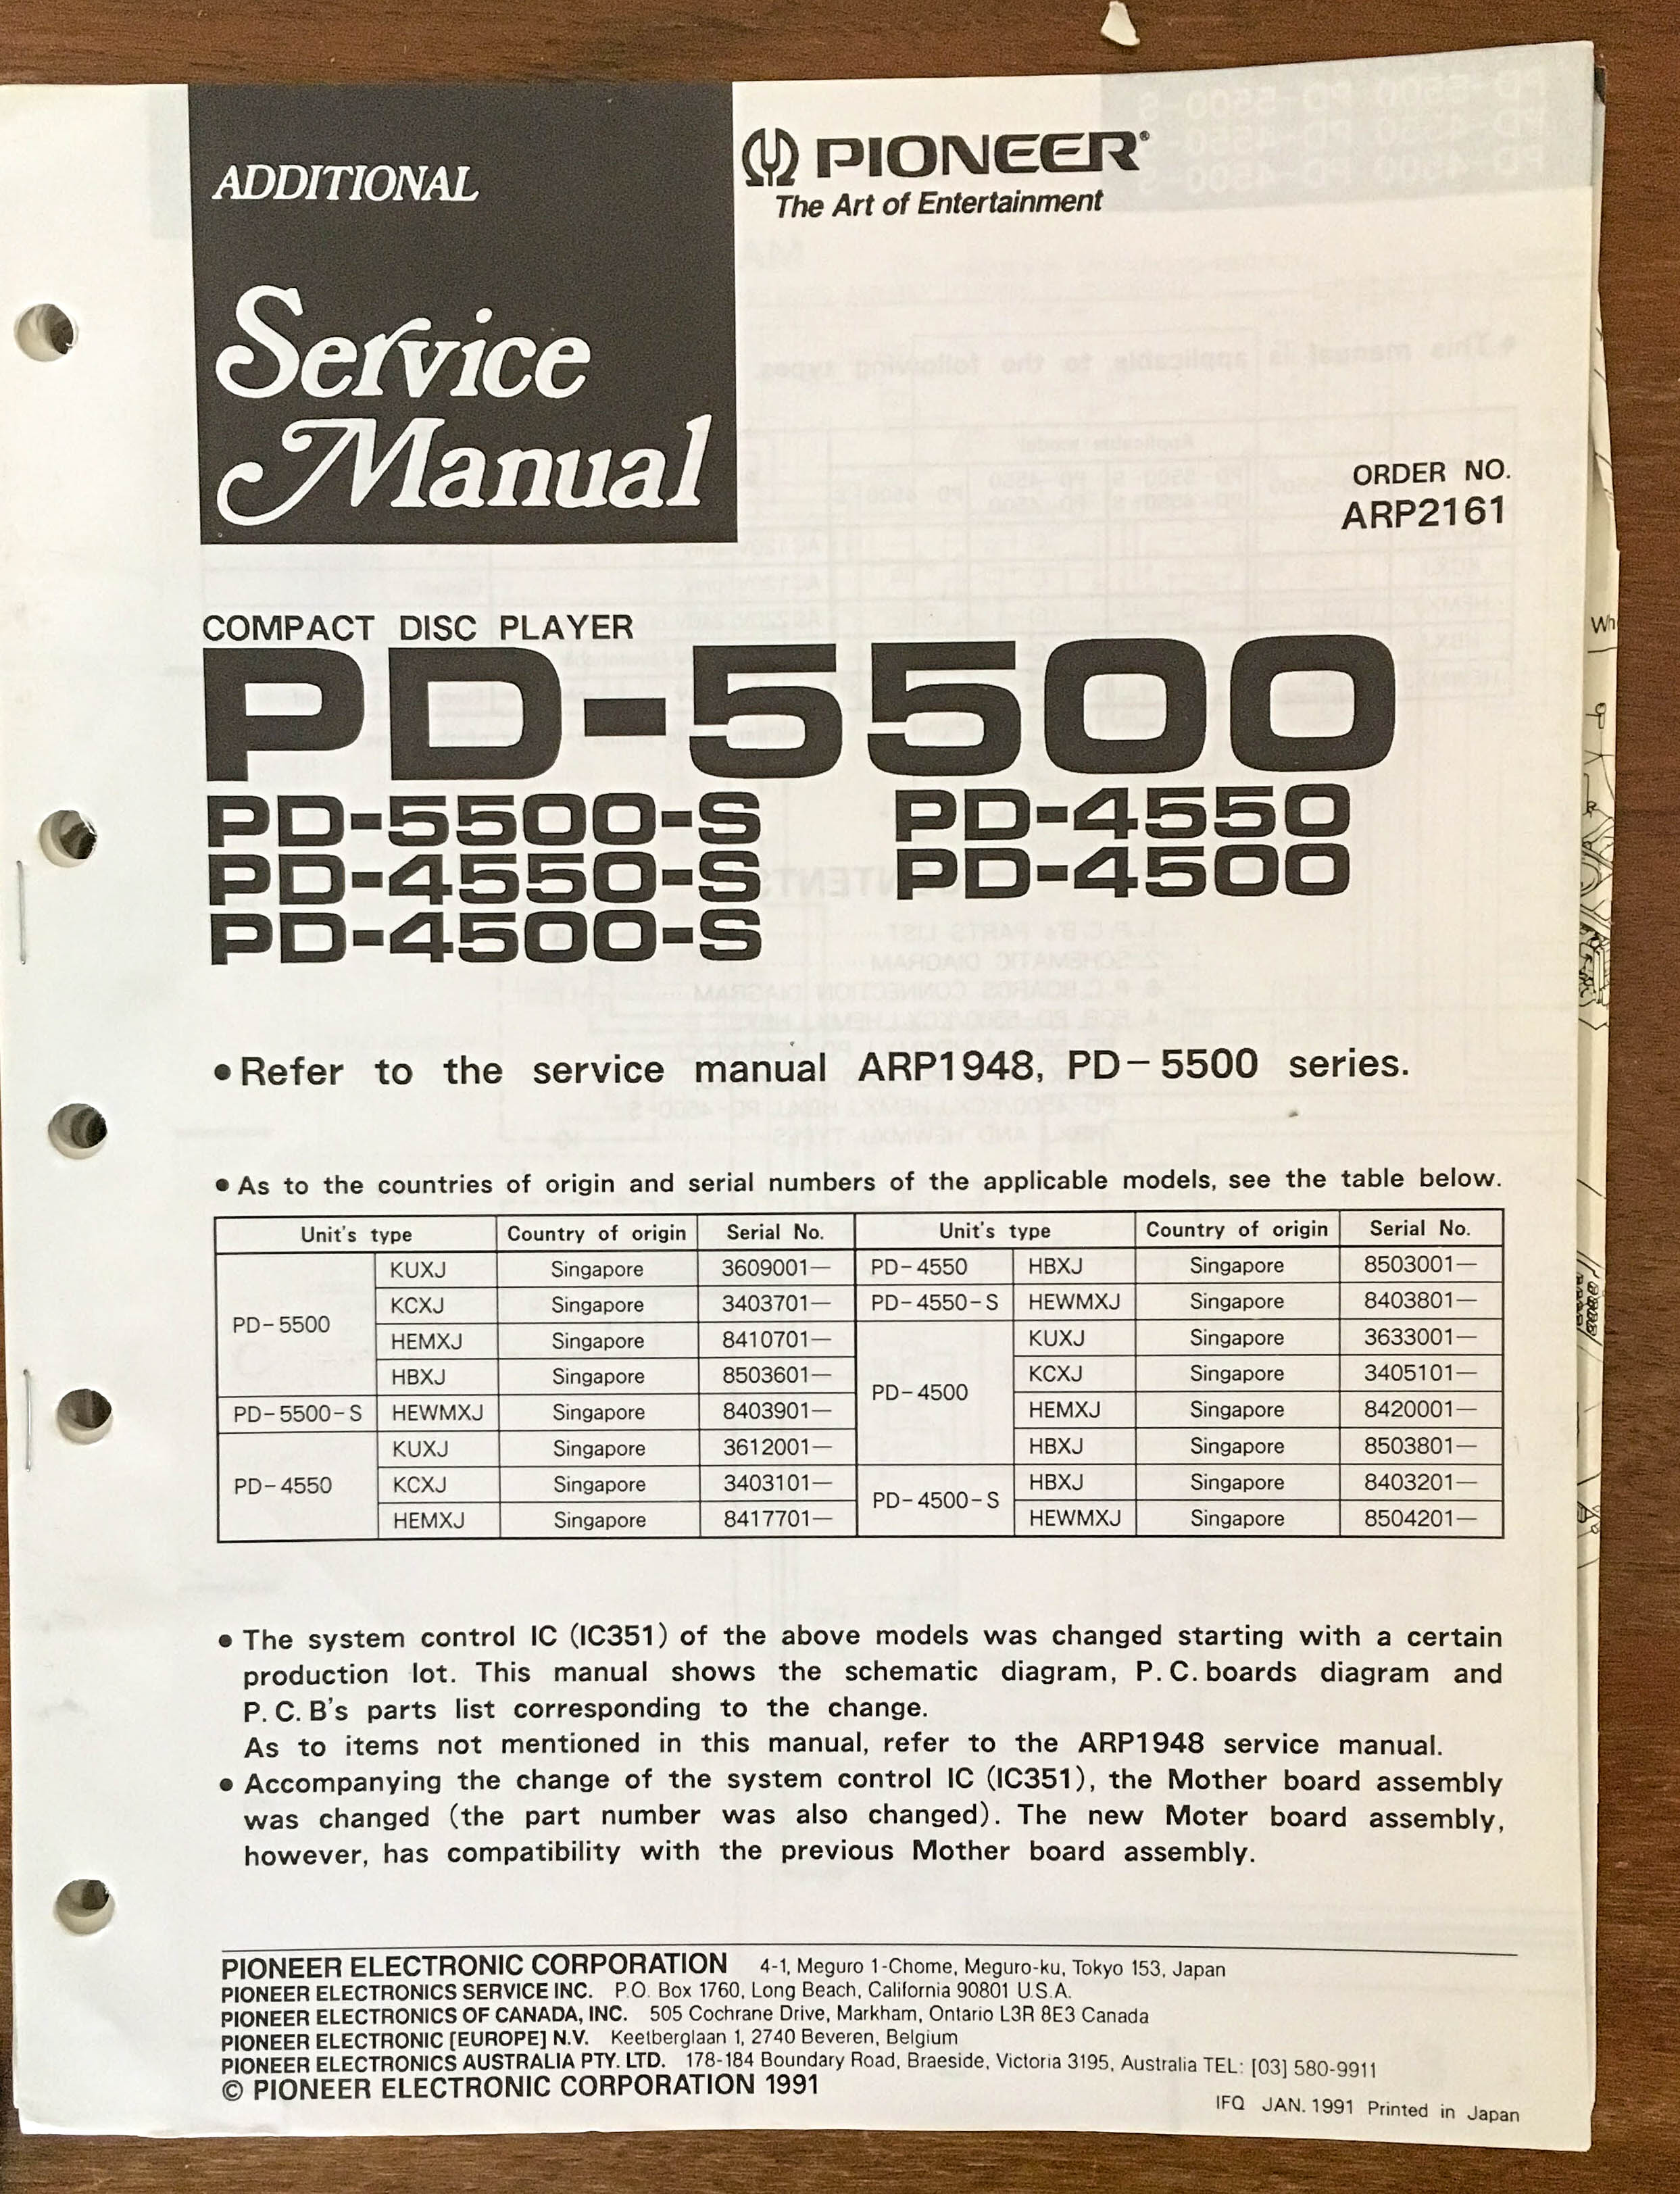 ADDITIONAL
Service
Manual
PIONEER®
The Art of Entertainment
ORDER NO.
ARP2161
COMPACT DISC PLAYER
PD-5500
PD-5500-S PD-4550
PD-4550-S PD-4500
PD-4500-S
• Refer to the service manual ARP1948, PD-5500 series.
• As to the countries of origin and serial numbers of the applicable models, see the table below.
Unit's type Country of origin Serial No. Unit's type Country of origin Serial No.
KUXJ Singapore 3609001— PD-4550 HBXJ Singapore 8503001—
KCXJ Singapore 3403701— PD-4550-S HEWMXJ Singapore 8403801—
PD-5500
HEMXJ Singapore 8410701— KUXJ Singapore 3633001—
HBXJ Singapore 8503601— KCXJ Singapore 3405101—
PD-4500
PD-5500-S HEWMXJ Singapore 8403901— HEMXJ Singapore 8420001—
KUXJ Singapore 3612001— HBXJ Singapore 8503801—
PD-4550 KCXJ Singapore 3403101— HBXJ Singapore 8403201—
PD-4500-S
HEMXJ Singapore 8417701— HEWMXJ Singapore 8504201—
• The system control IC (IC351) of the above models was changed starting with a certain
production lot. This manual shows the schematic diagram, P.C. boards diagram and
P.C.B's parts list corresponding to the change.
As to items not mentioned in this manual, refer to the ARP1948 service manual.
• Accompanying the change of the system control IC (IC351), the Mother board assembly
was changed (the part number was also changed). The new Moter board assembly,
however, has compatibility with the previous Mother board assembly.
PIONEER ELECTRONIC CORPORATION 4-1, Meguro 1-Chome, Meguro-ku, Tokyo 153, Japan
PIONEER ELECTRONICS SERVICE INC. P.O. Box 1760, Long Beach, California 90801 U.S.A.
PIONEER ELECTRONICS OF CANADA, INC. 505 Cochrane Drive, Markham, Ontario L3R 8E3 Canada
PIONEER ELECTRONIC [EUROPE] N.V. Keetberglaan 1, 2740 Beveren, Belgium
PIONEER ELECTRONICS AUSTRALIA PTY. LTD. 178-184 Boundary Road, Braeside, Victoria 3195, Australia TEL: [03] 580-9911
© PIONEER ELECTRONIC CORPORATION 1991
IFQ JAN. 1991 Printed in Japan